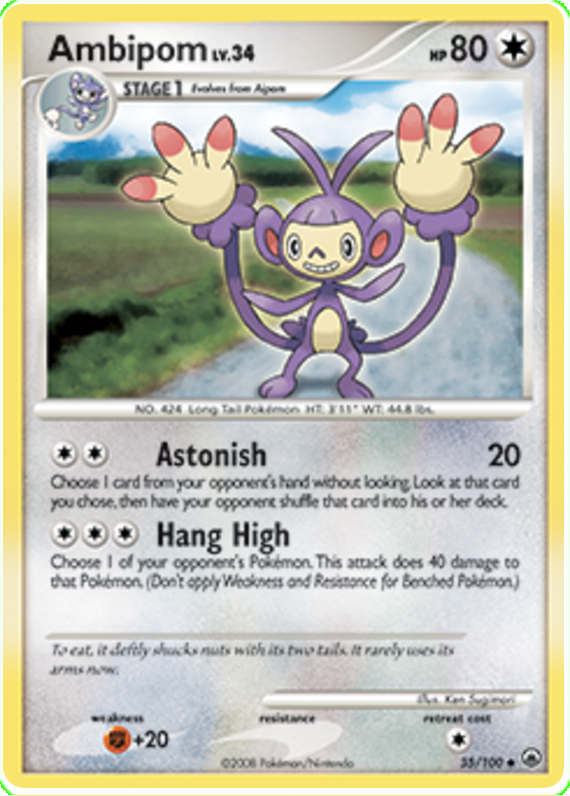 Ambipom LV.34 HP 80
STAGE 1 Evolves from Aipom
NO. 424 Long Tail Pokémon HT: 3'11" WT: 44.8 lbs.
Astonish 20
Choose 1 card from your opponent's hand without looking. Look at that card
you chose, then have your opponent shuffle that card into his or her deck.
Hang High
Choose 1 of your opponent's Pokémon. This attack does 40 damage to
that Pokémon. (Don't apply Weakness and Resistance for Benched Pokémon.)
To eat, it deftly shucks nuts with its two tails. It rarely uses its
arms now.
Illus. Ken Sugimori
weakness resistance retreat cost
+20
©2008 Pokémon/Nintendo 35/100